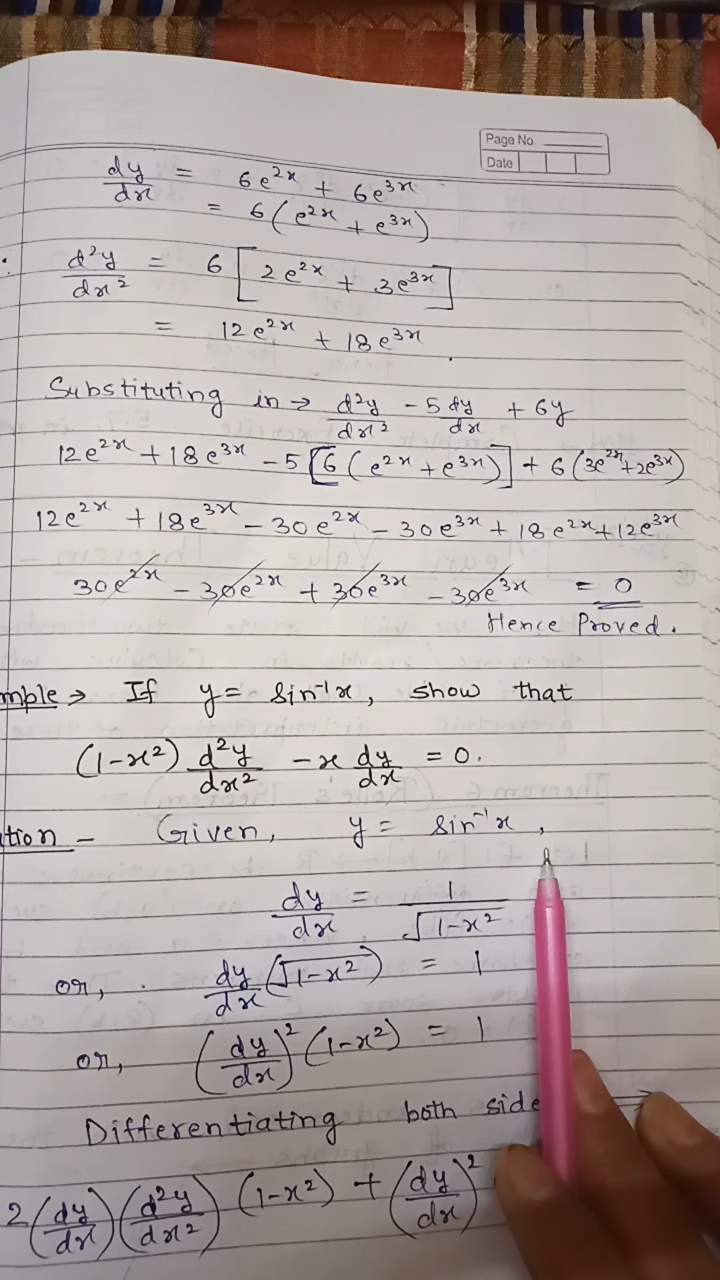 Page No.
Date
dy/dx = 6e^2x + 6e^3x
= 6(e^2x + e^3x)
d²y/dx² = 6[2e^2x + 3e^3x]
= 12e^2x + 18e^3x.
Substituting in → d²y/dx² - 5 dy/dx + 6y
12e^2x + 18e^3x - 5[6(e^2x + e^3x)] + 6(3e^2x + 2e^3x)
12e^2x + 18e^3x - 30e^2x - 30e^3x + 18e^2x + 12e^3x
30e^2x - 30e^2x + 30e^3x - 30e^3x = 0
Hence Proved.
mple → If y = sin⁻¹x, show that
(1-x²) d²y/dx² - x dy/dx = 0.
tion - Given, y = sin⁻¹x,
dy/dx = 1/√1-x²
or, dy/dx (√1-x²) = 1
or, (dy/dx)² (1-x²) = 1
Differentiating both side
2(dy/dx)(d²y/dx²)(1-x²) + (dy/dx)²